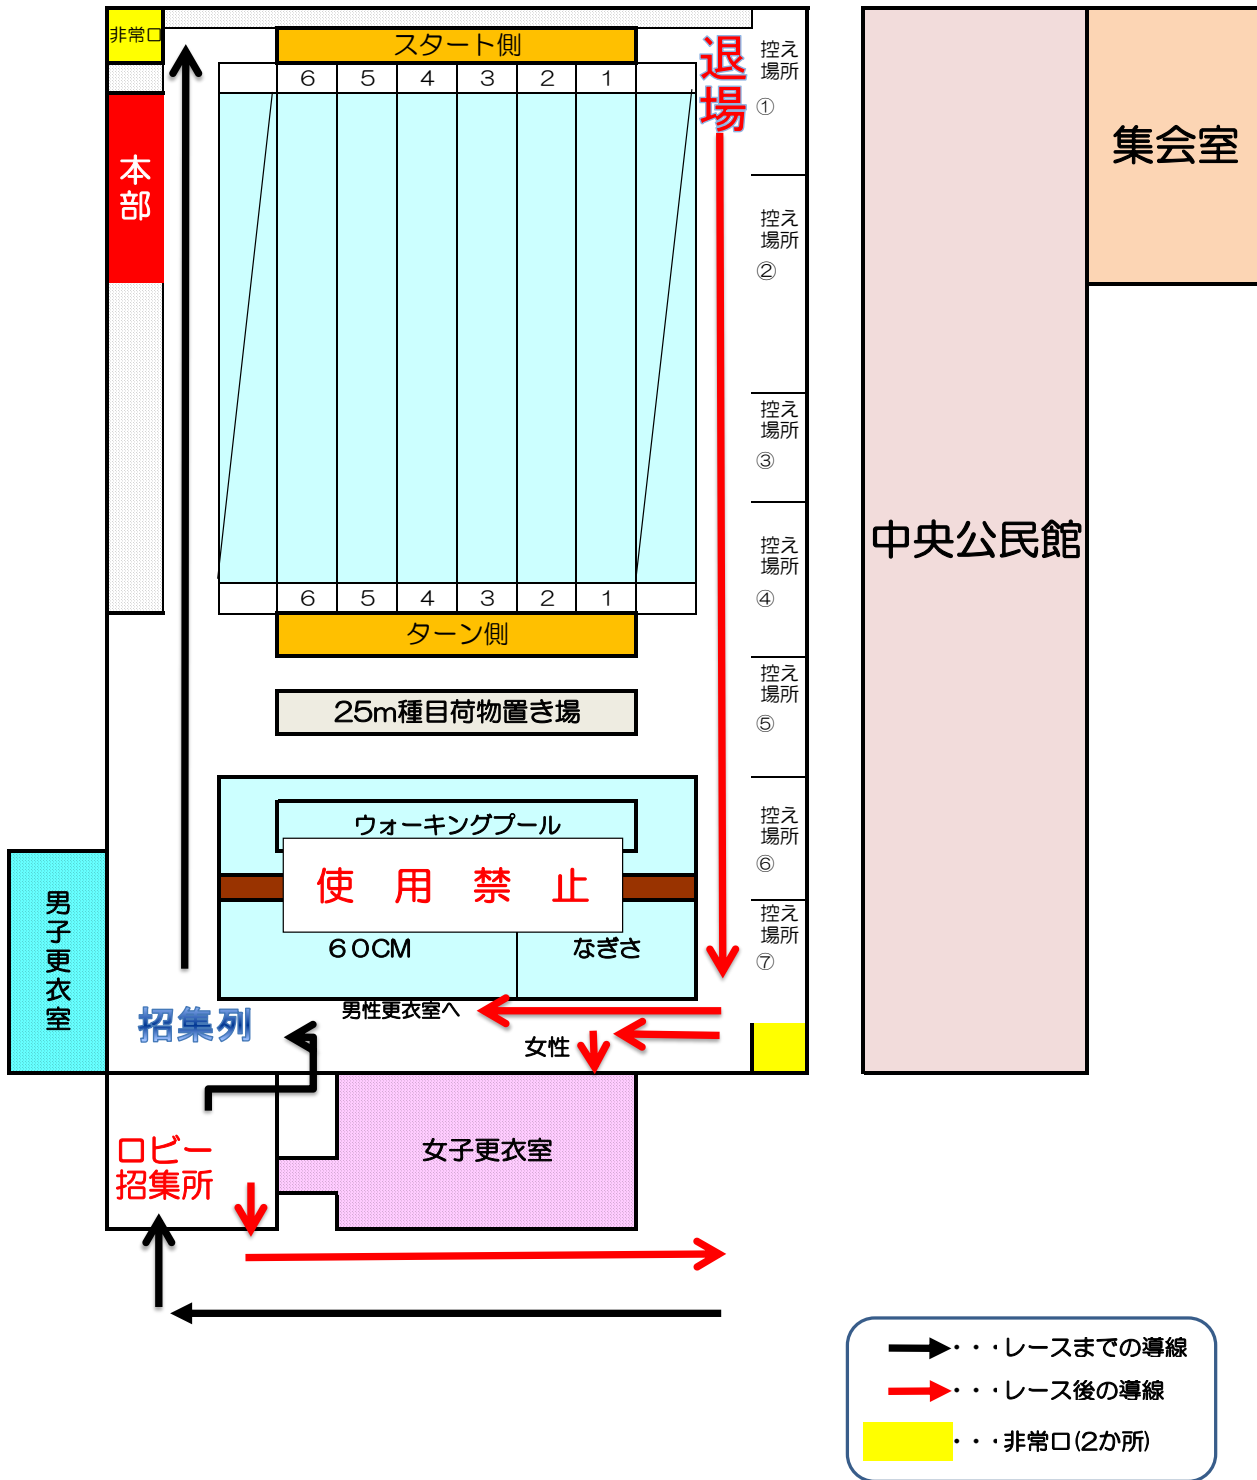 非常口
スタート側
退場
控え
場所
①
6 5 4 3 2 1
集会室
本部
控え
場所
②
控え
場所
③
中央公民館
控え
場所
④
6 5 4 3 2 1
ターン側
控え
場所
⑤
25m種目荷物置き場
控え
場所
⑥
ウォーキングプール
使 用 禁 止
男子更衣室
控え
場所
⑦
60CM
なぎさ
男性更衣室へ
招集列
女性
ロビー
招集所
女子更衣室
・・・レースまでの導線
・・・レース後の導線
・・・非常口(2か所)